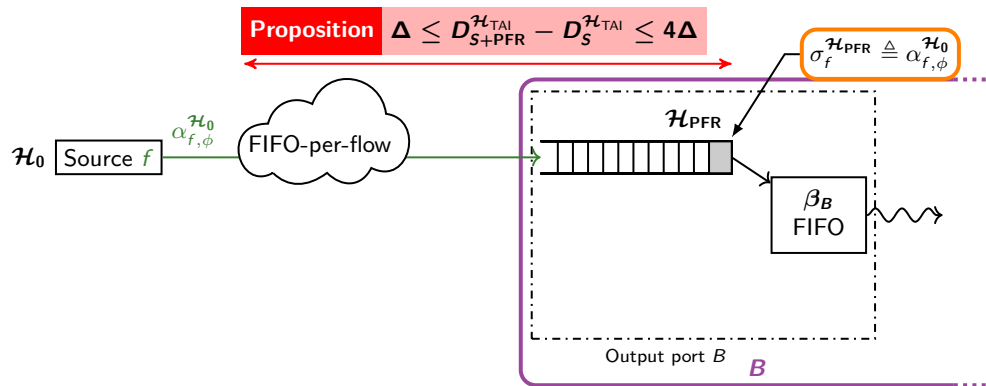 Proposition Δ ≤ D_{S+PFR}^{ℋ_TAI} − D_S^{ℋ_TAI} ≤ 4Δ
σ_f^{ℋ_PFR} ≜ α_{f,ϕ}^{ℋ_0}
α_{f,ϕ}^{ℋ_0}
ℋ_PFR
ℋ_0 Source f
FIFO-per-flow
β_B
FIFO
Output port B
B